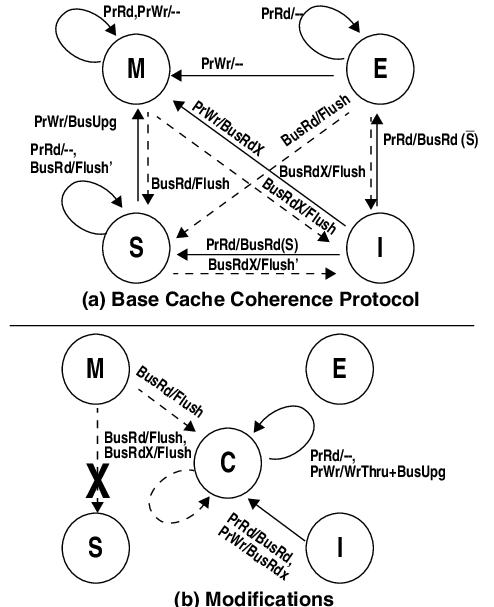 PrRd,PrWr/--
PrRd/--
M
PrWr/--
E
PrWr/BusUpg
PrWr/BusRdX
BusRd/Flush
PrRd/BusRd (S̅)
PrRd/--,
BusRd/Flush'
BusRd/Flush
BusRdX/Flush
BusRdX/Flush
S
PrRd/BusRd(S)
BusRdX/Flush'
I
(a) Base Cache Coherence Protocol
M
BusRd/Flush
E
BusRd/Flush,
BusRdX/Flush
C
PrRd/--,
PrWr/WrThru+BusUpg
X
S
PrRd/BusRd,
PrWr/BusRdx
I
(b) Modifications